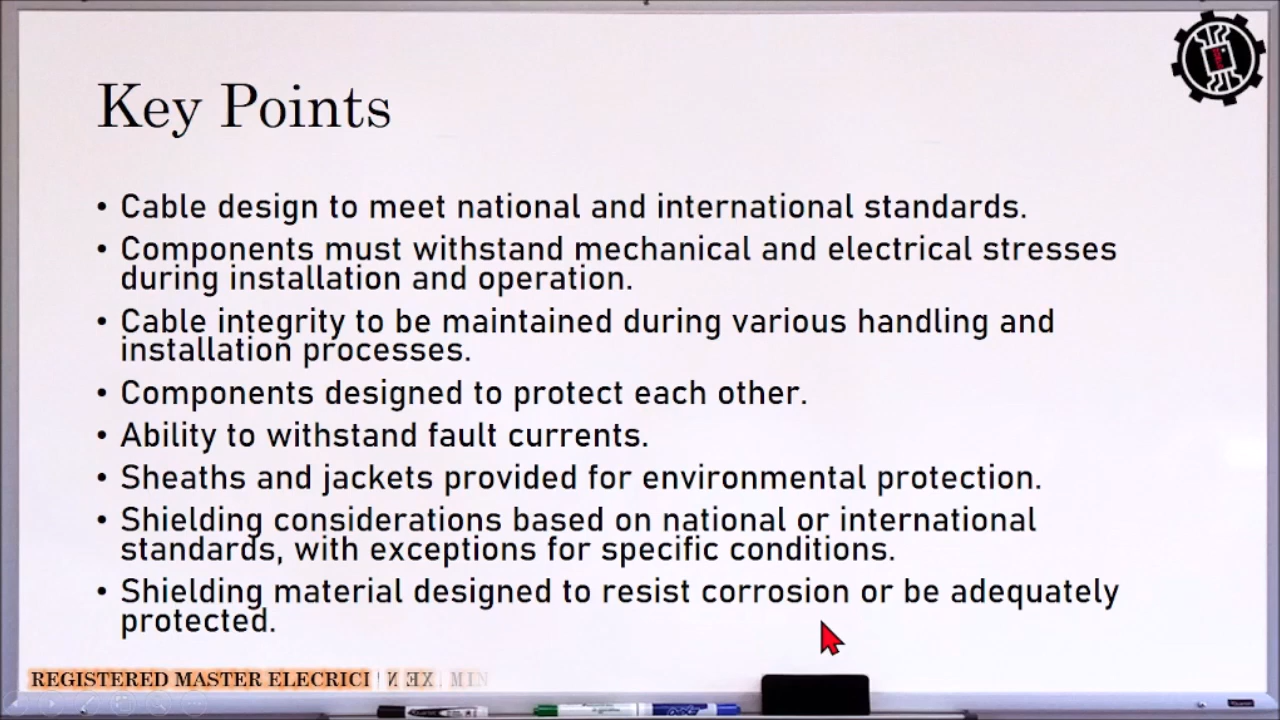 Key Points
• Cable design to meet national and international standards.
• Components must withstand mechanical and electrical stresses
during installation and operation.
• Cable integrity to be maintained during various handling and
installation processes.
• Components designed to protect each other.
• Ability to withstand fault currents.
• Sheaths and jackets provided for environmental protection.
• Shielding considerations based on national or international
standards, with exceptions for specific conditions.
• Shielding material designed to resist corrosion or be adequately
protected.
REGISTERED MASTER ELECRICI